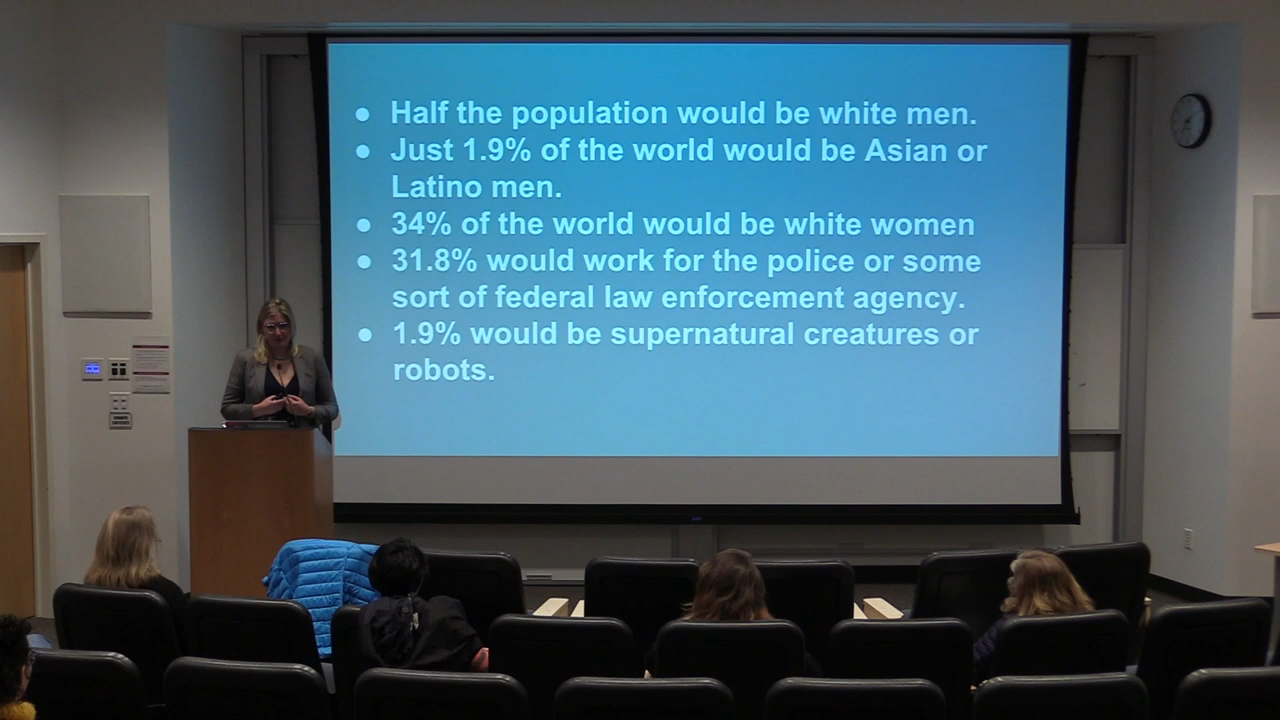 ● Half the population would be white men.
● Just 1.9% of the world would be Asian or
Latino men.
● 34% of the world would be white women
● 31.8% would work for the police or some
sort of federal law enforcement agency.
● 1.9% would be supernatural creatures or
robots.